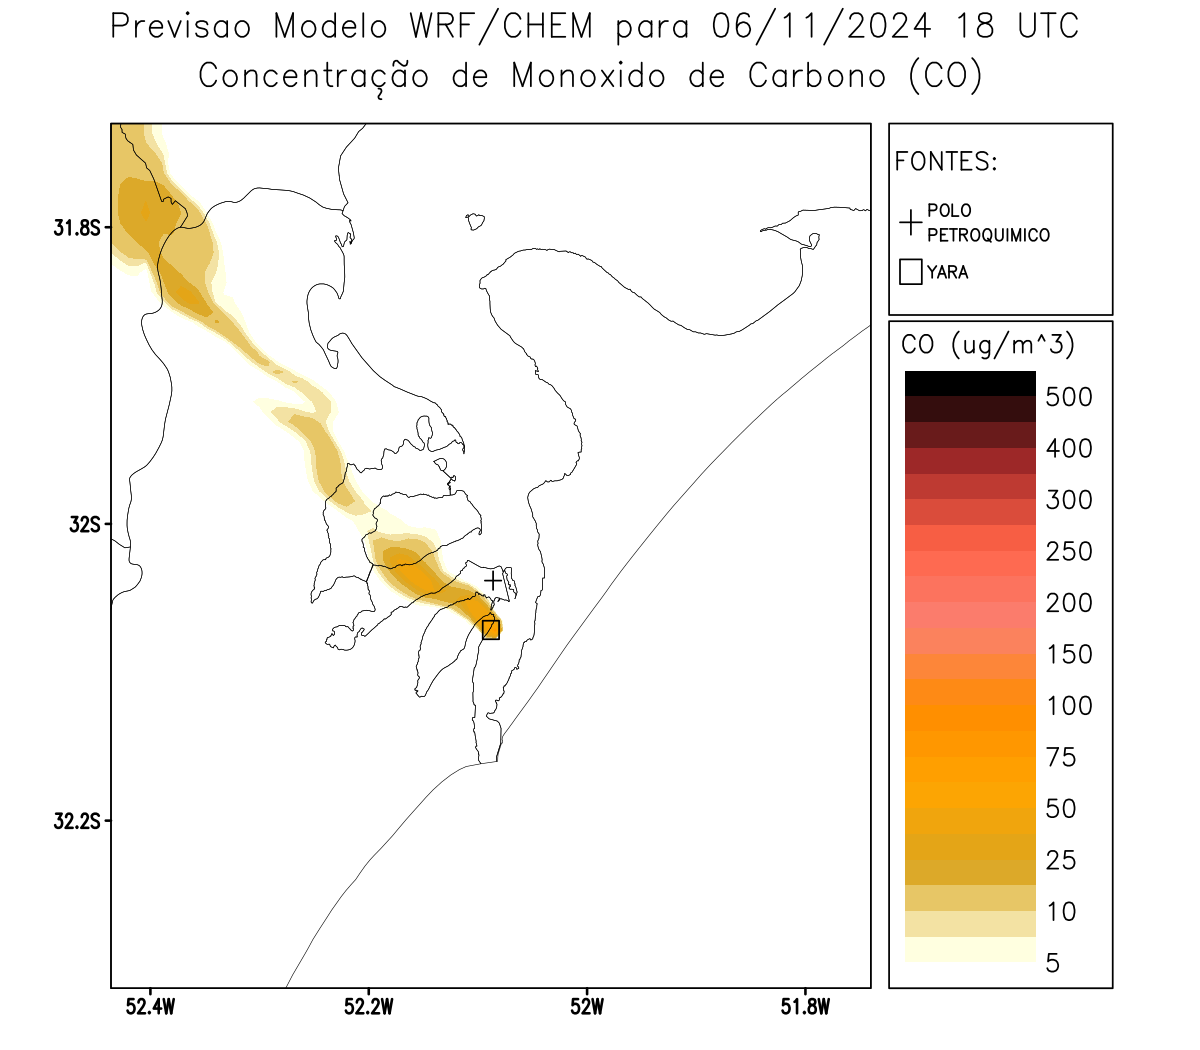 Previsao Modelo WRF/CHEM para 06/11/2024 18 UTC
Concentração de Monoxido de Carbono (CO)
FONTES:
POLO
PETROQUIMICO
YARA
CO (ug/m^3)
500
400
300
250
200
150
100
75
50
25
10
5
31.8S
32S
32.2S
52.4W
52.2W
52W
51.8W